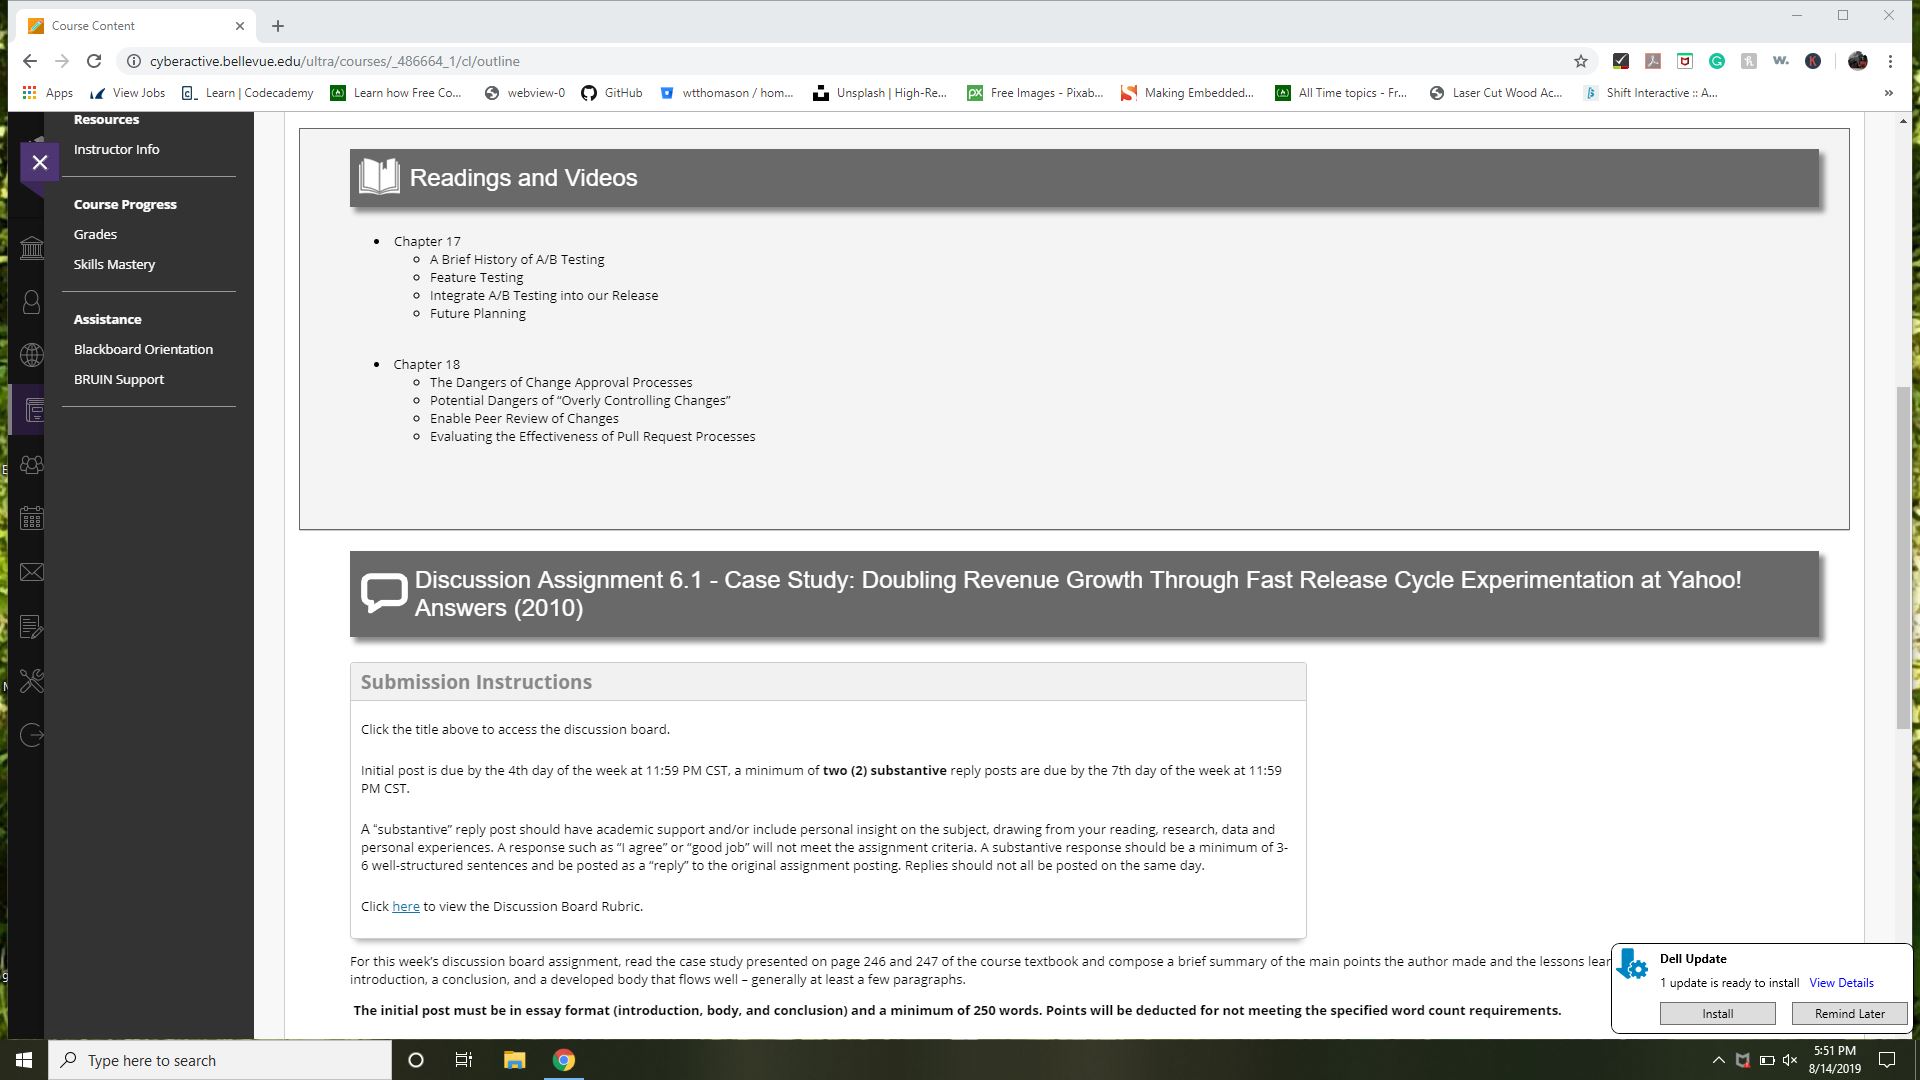 Course Content
cyberactive.bellevue.edu/ultra/courses/_486664_1/cl/outline
Apps View Jobs Learn | Codecademy Learn how Free Co... webview-0 GitHub wtthomason / hom... Unsplash | High-Re... Free Images - Pixab... Making Embedded... All Time topics - Fr... Laser Cut Wood Ac... Shift Interactive :: A... »
Resources
Instructor Info
Course Progress
Grades
Skills Mastery
Assistance
Blackboard Orientation
BRUIN Support
Readings and Videos
Chapter 17
A Brief History of A/B Testing
Feature Testing
Integrate A/B Testing into our Release
Future Planning
Chapter 18
The Dangers of Change Approval Processes
Potential Dangers of “Overly Controlling Changes”
Enable Peer Review of Changes
Evaluating the Effectiveness of Pull Request Processes
Discussion Assignment 6.1 - Case Study: Doubling Revenue Growth Through Fast Release Cycle Experimentation at Yahoo!
Answers (2010)
Submission Instructions
Click the title above to access the discussion board.
Initial post is due by the 4th day of the week at 11:59 PM CST, a minimum of two (2) substantive reply posts are due by the 7th day of the week at 11:59
PM CST.
A “substantive” reply post should have academic support and/or include personal insight on the subject, drawing from your reading, research, data and
personal experiences. A response such as “I agree” or “good job” will not meet the assignment criteria. A substantive response should be a minimum of 3-
6 well-structured sentences and be posted as a “reply” to the original assignment posting. Replies should not all be posted on the same day.
Click here to view the Discussion Board Rubric.
For this week’s discussion board assignment, read the case study presented on page 246 and 247 of the course textbook and compose a brief summary of the main points the author made and the lessons lear
introduction, a conclusion, and a developed body that flows well – generally at least a few paragraphs.
The initial post must be in essay format (introduction, body, and conclusion) and a minimum of 250 words. Points will be deducted for not meeting the specified word count requirements.
Dell Update
1 update is ready to install View Details
Install Remind Later
Type here to search
5:51 PM
8/14/2019